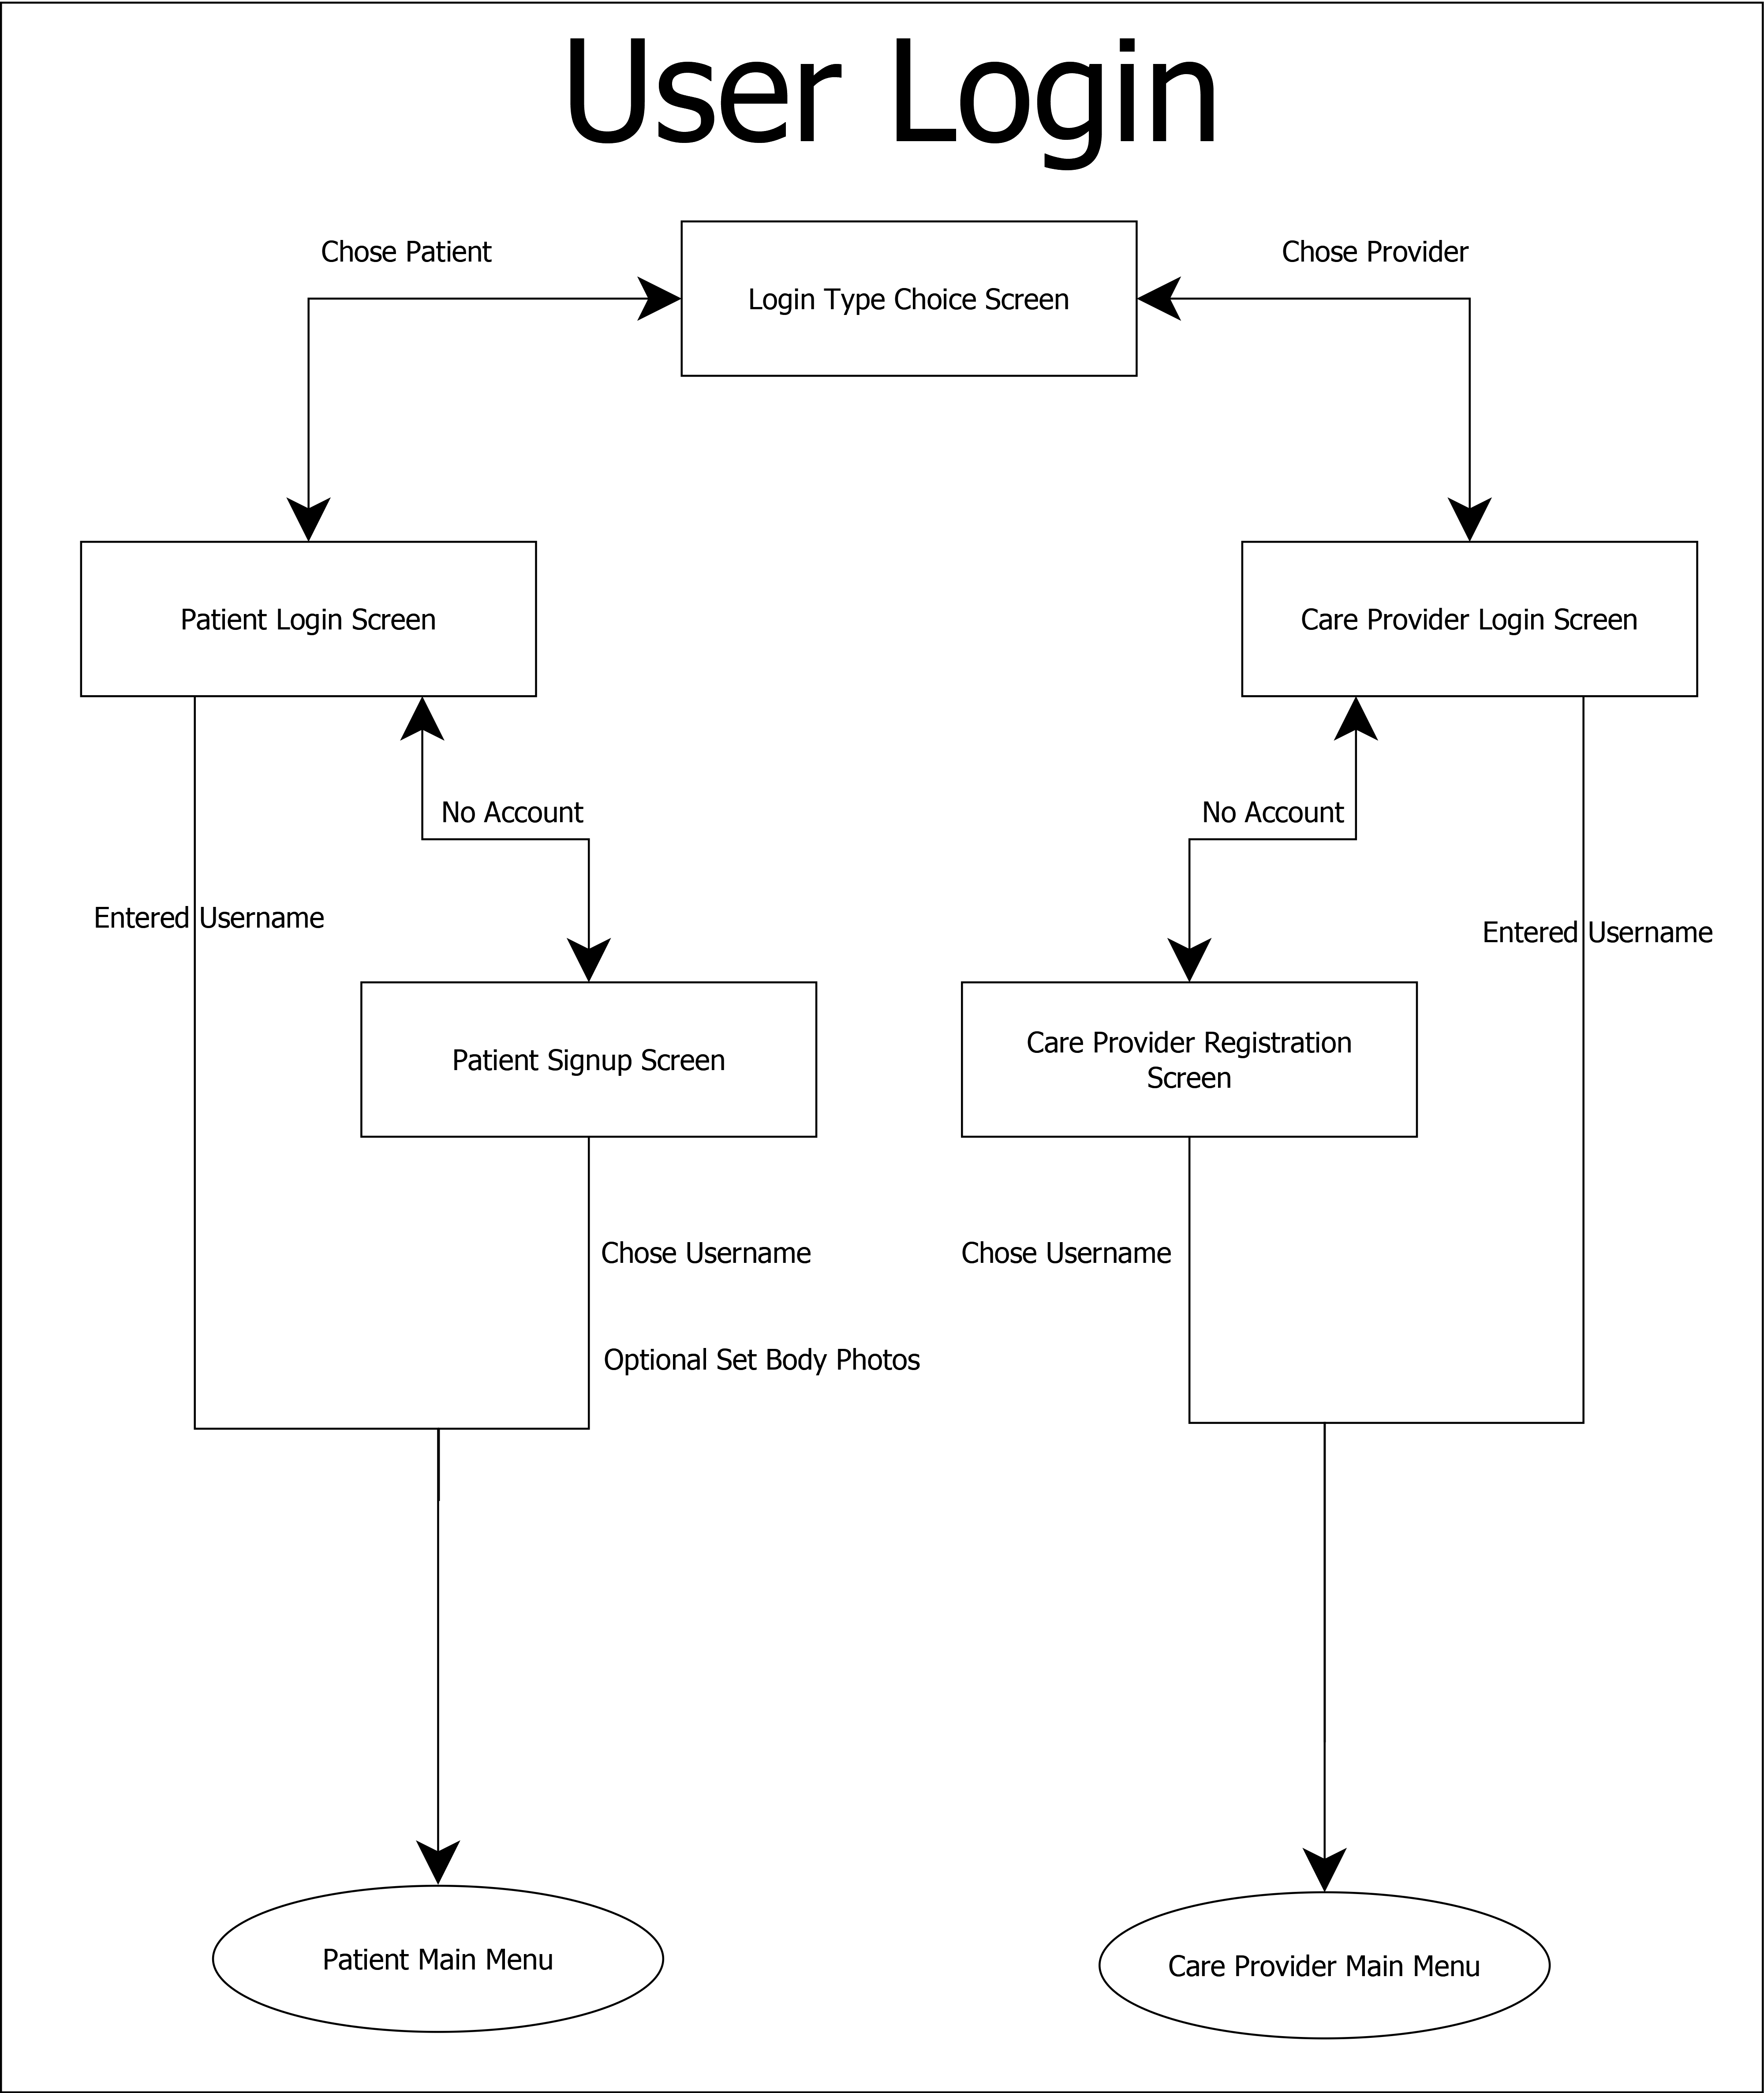 User Login
Chose Patient
Chose Provider
Login Type Choice Screen
Patient Login Screen
Care Provider Login Screen
No Account
No Account
Entered Username
Entered Username
Patient Signup Screen
Care Provider Registration
Screen
Chose Username
Chose Username
Optional Set Body Photos
Patient Main Menu
Care Provider Main Menu